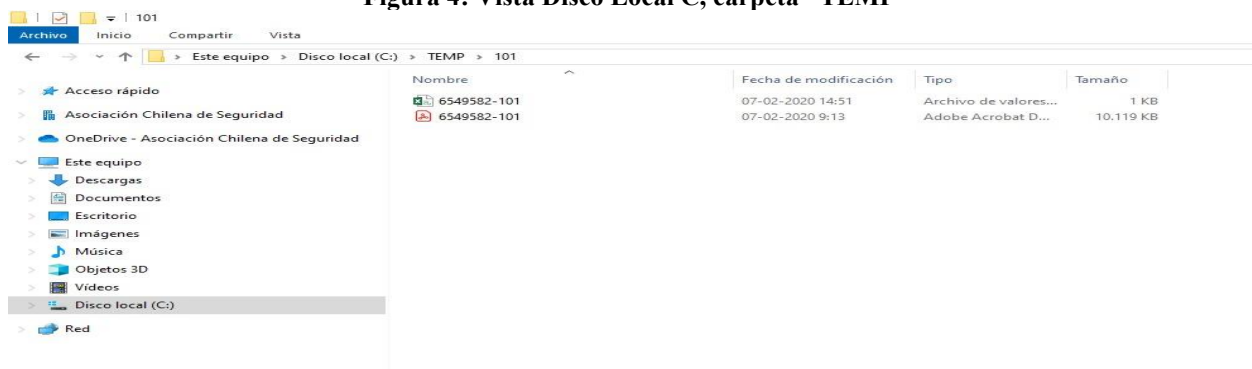 Figura 4: Vista Disco Local C, carpeta "TEMP"
101
Archivo Inicio Compartir Vista
Este equipo > Disco local (C:) > TEMP > 101
Nombre Fecha de modificación Tipo Tamaño
Acceso rápido
6549582-101 07-02-2020 14:51 Archivo de valores... 1 KB
Asociación Chilena de Seguridad
6549582-101 07-02-2020 9:13 Adobe Acrobat D... 10.119 KB
OneDrive - Asociación Chilena de Seguridad
Este equipo
Descargas
Documentos
Escritorio
Imágenes
Música
Objetos 3D
Vídeos
Disco local (C:)
Red